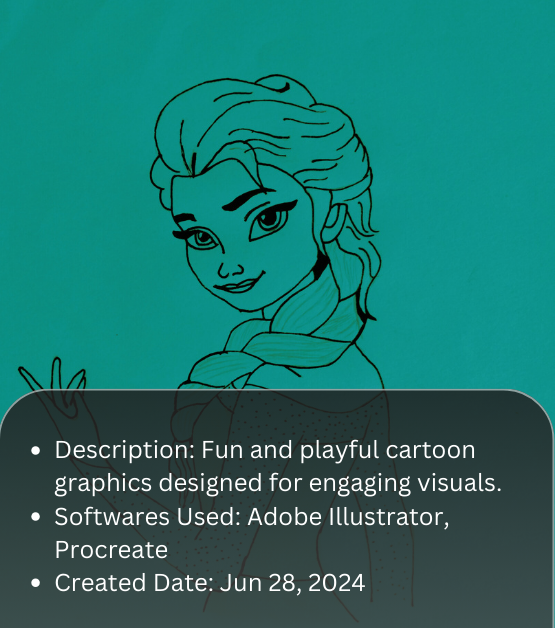 • Description: Fun and playful cartoon
graphics designed for engaging visuals.
• Softwares Used: Adobe Illustrator,
Procreate
• Created Date: Jun 28, 2024